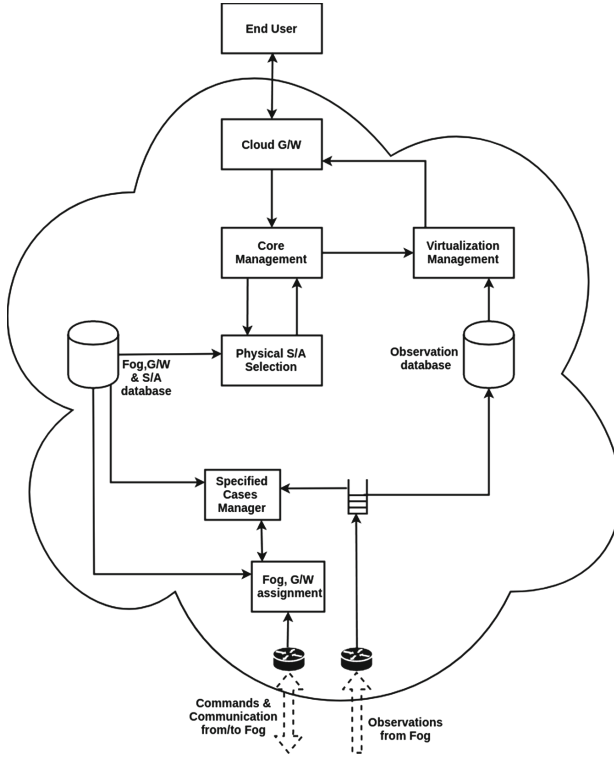 End User
Cloud G/W
Core
Management
Virtualization
Management
Physical S/A
Selection
Fog,G/W
& S/A
database
Observation
database
Specified
Cases
Manager
Fog, G/W
assignment
Commands &
Communication
from/to Fog
Observations
from Fog